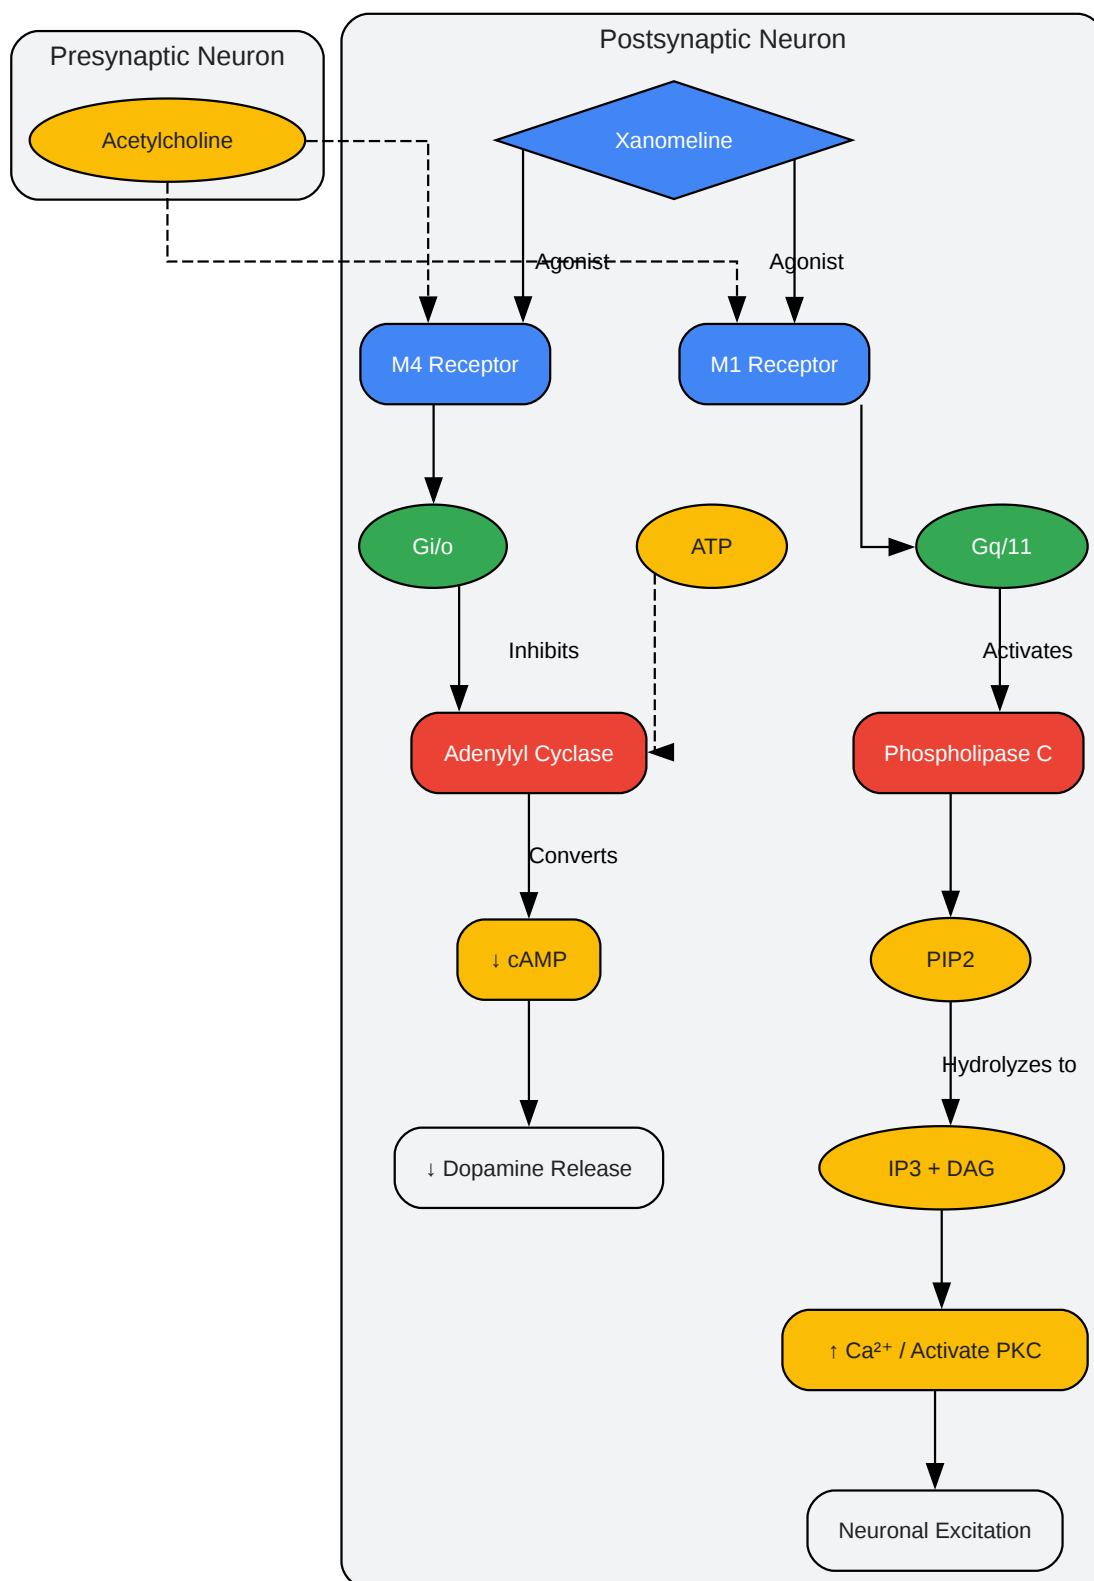 Presynaptic Neuron
Postsynaptic Neuron
Acetylcholine
Xanomeline
Agonist
Agonist
M4 Receptor
M1 Receptor
Gi/o
ATP
Gq/11
Inhibits
Activates
Adenylyl Cyclase
Phospholipase C
Converts
↓ cAMP
PIP2
Hydrolyzes to
↓ Dopamine Release
IP3 + DAG
↑ Ca²⁺ / Activate PKC
Neuronal Excitation